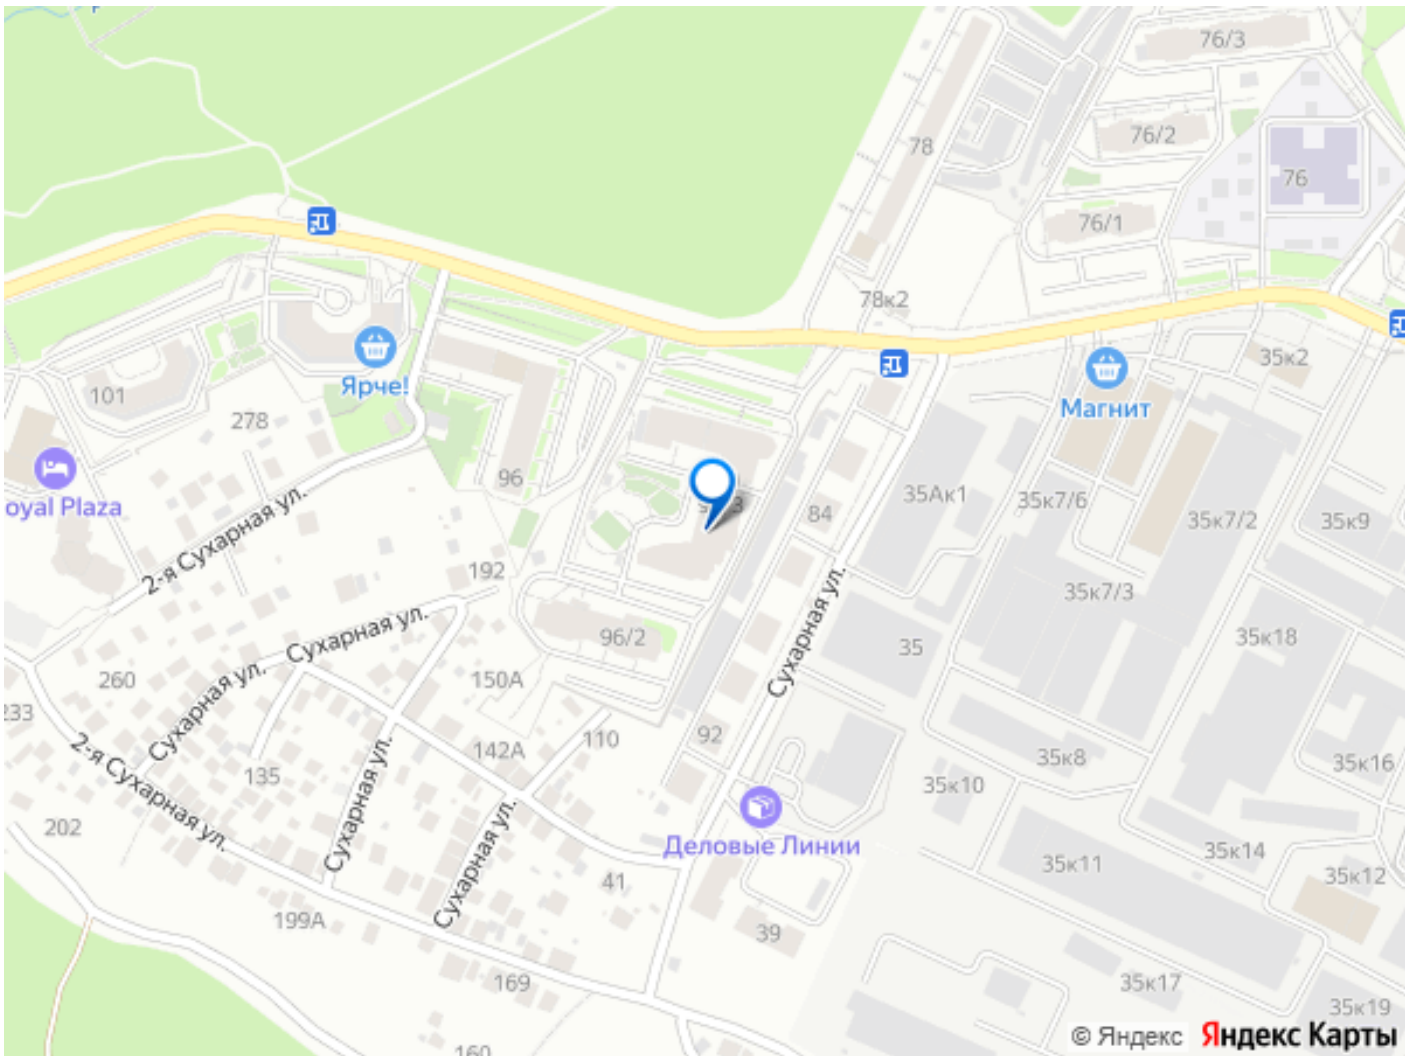 76/3
78
76/2
76
76/1
78к2
35к2
Ярче!
101
278
Магнит
96
35Ак1
35к7/6
35к7/2
35к9
oyal Plaza
84
2-я Сухарная ул.
192
35к7/3
Сухарная ул.
96/2
Сухарная ул.
35
35к18
260
150А
Сухарная ул.
233
2-я Сухарная ул.
135
142А
110
92
35к8
35к10
35к16
Сухарная ул.
202
Сухарная ул.
Деловые Линии
35к11
35к14
41
35к12
199А
39
169
35к17
35к19
160
© Яндекс Яндекс Карты